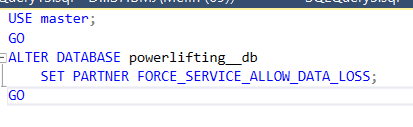 USE master;
GO
ALTER DATABASE powerlifting__db
SET PARTNER FORCE_SERVICE_ALLOW_DATA_LOSS;
GO